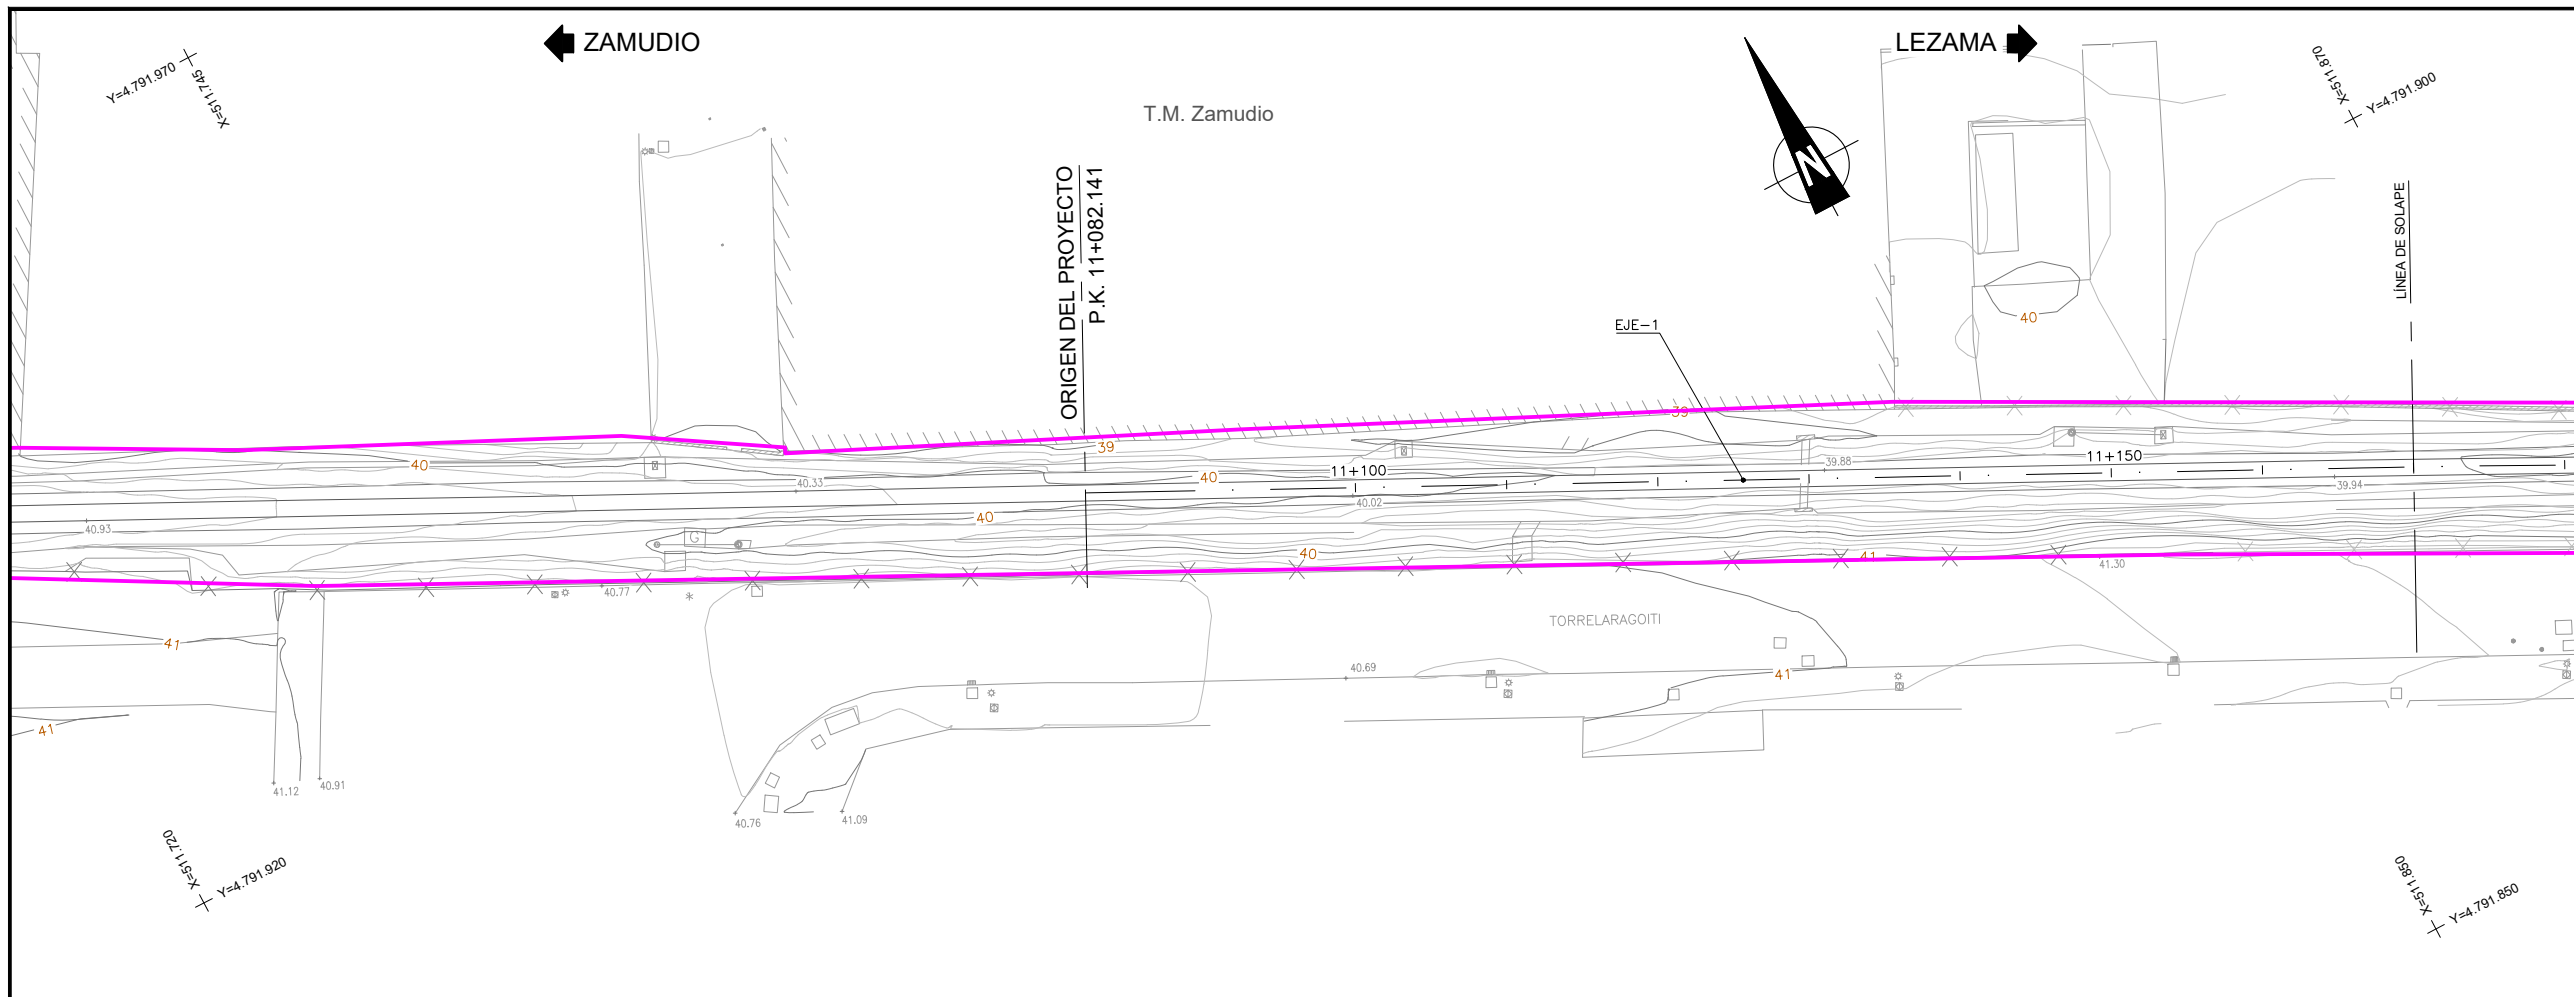 ZAMUDIO
LEZAMA
Y=4.791.970
X=511.745
X=511.870
Y=4.791.900
T.M. Zamudio
N
ORIGEN DEL PROYECTO
P.K. 11+082.141
LÍNEA DE SOLAPE
EJE-1
40
39
39
40
40
11+100
11+150
40.33
39.88
39.94
40.02
40.93
40
40
G
41
41.30
40.77
TORRELARAGOITI
41
40.69
41
41
41.12
40.91
40.76
41.09
X=511.720
Y=4.791.920
X=511.850
Y=4.791.850